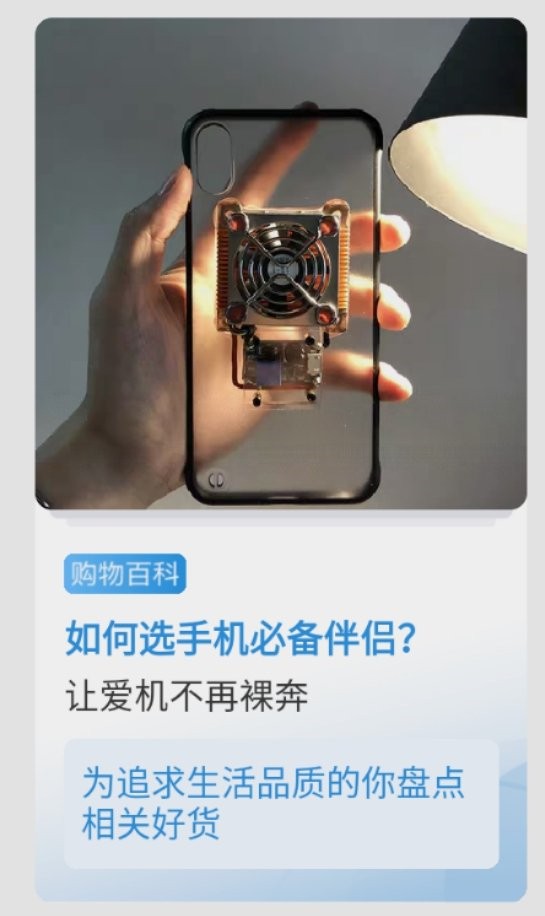 购物百科
如何选手机必备伴侣？
让爱机不再裸奔
为追求生活品质的你盘点
相关好货